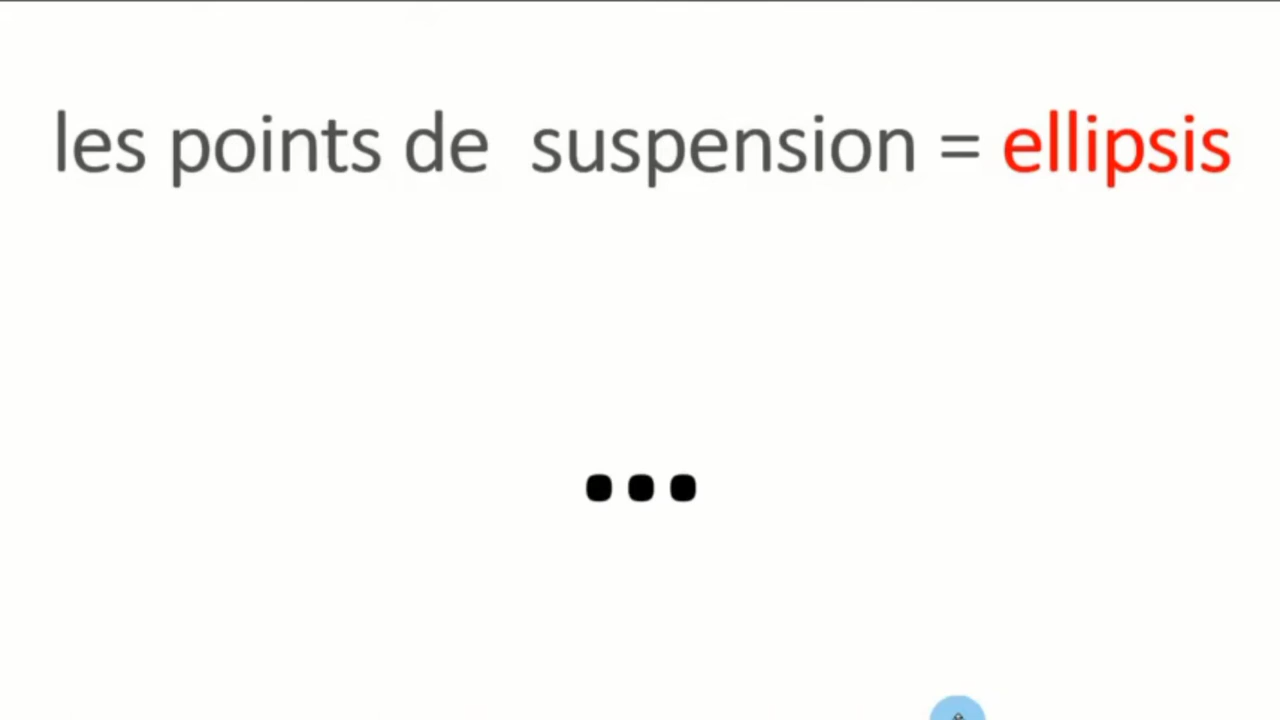 les points de  suspension = ellipsis
...